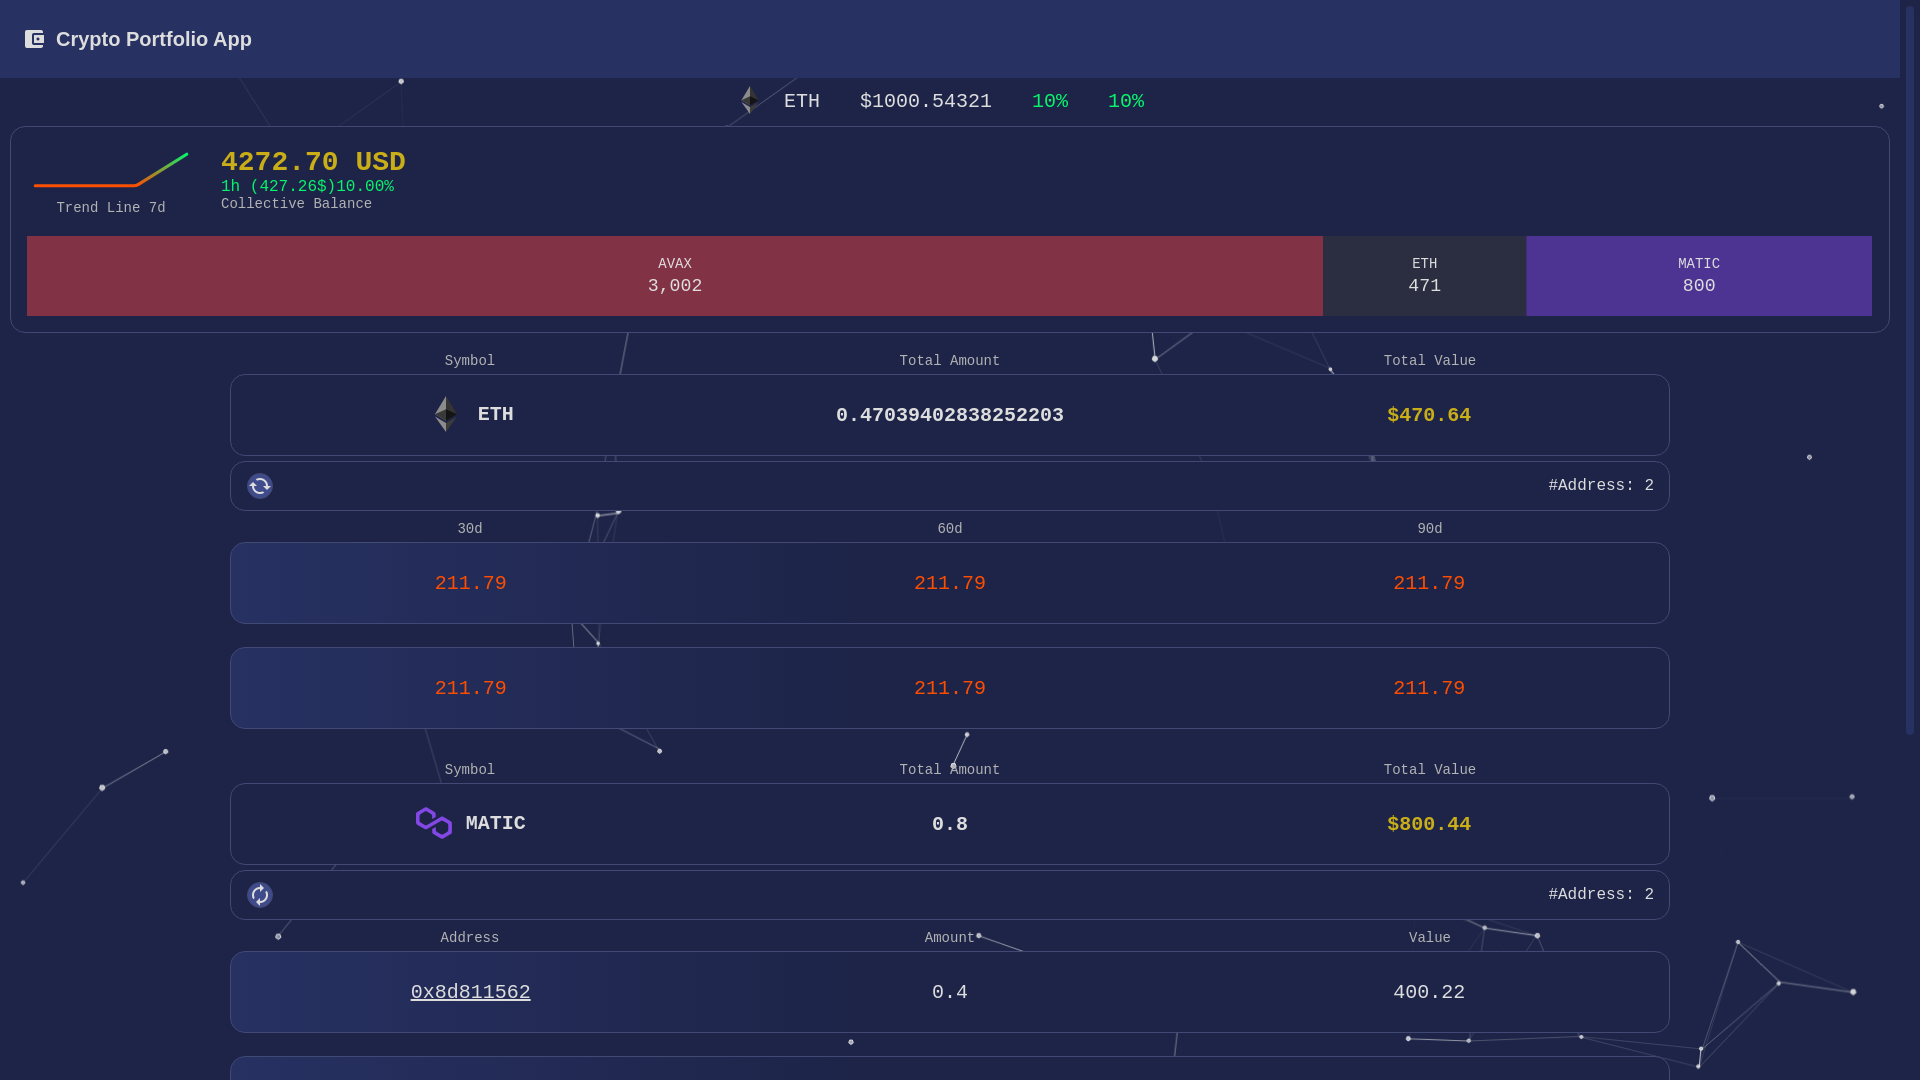 Crypto Portfolio App
ETH $1000.54321 10% 10%
4272.70 USD
1h (427.26$)10.00%
Collective Balance
Trend Line 7d
AVAX
3,002
ETH
471
MATIC
800
Symbol Total Amount Total Value
ETH 0.47039402838252203 $470.64
#Address: 2
30d 60d 90d
211.79 211.79 211.79
211.79 211.79 211.79
Symbol Total Amount Total Value
MATIC 0.8 $800.44
#Address: 2
Address Amount Value
0x8d811562 0.4 400.22